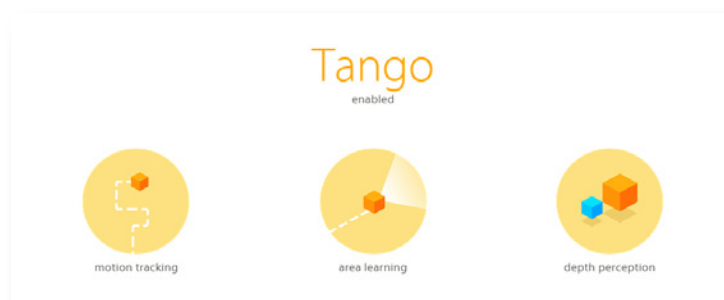 Tango
enabled
motion tracking
area learning
depth perception